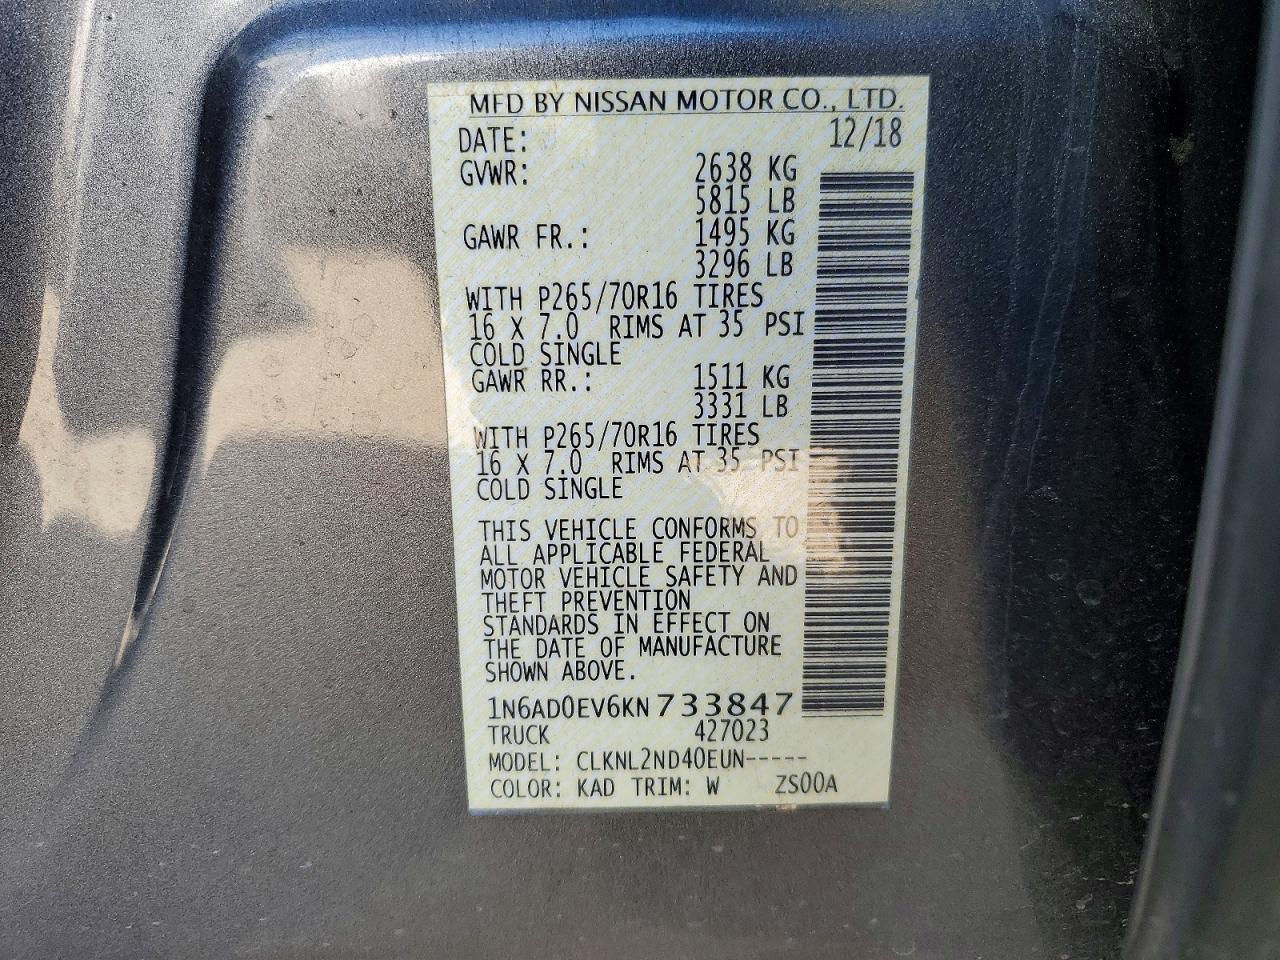 MFD BY NISSAN MOTOR CO., LTD.
DATE: 12/18
GVWR: 2638 KG
5815 LB
GAWR FR.: 1495 KG
3296 LB
WITH P265/70R16 TIRES
16 X 7.0 RIMS AT 35 PSI
COLD SINGLE
GAWR RR.: 1511 KG
3331 LB
WITH P265/70R16 TIRES
16 X 7.0 RIMS AT 35 PSI
COLD SINGLE
THIS VEHICLE CONFORMS TO
ALL APPLICABLE FEDERAL
MOTOR VEHICLE SAFETY AND
THEFT PREVENTION
STANDARDS IN EFFECT ON
THE DATE OF MANUFACTURE
SHOWN ABOVE.
1N6AD0EV6KN733847
TRUCK 427023
MODEL: CLKNL2ND40EUN-----
COLOR: KAD TRIM: W ZS00A